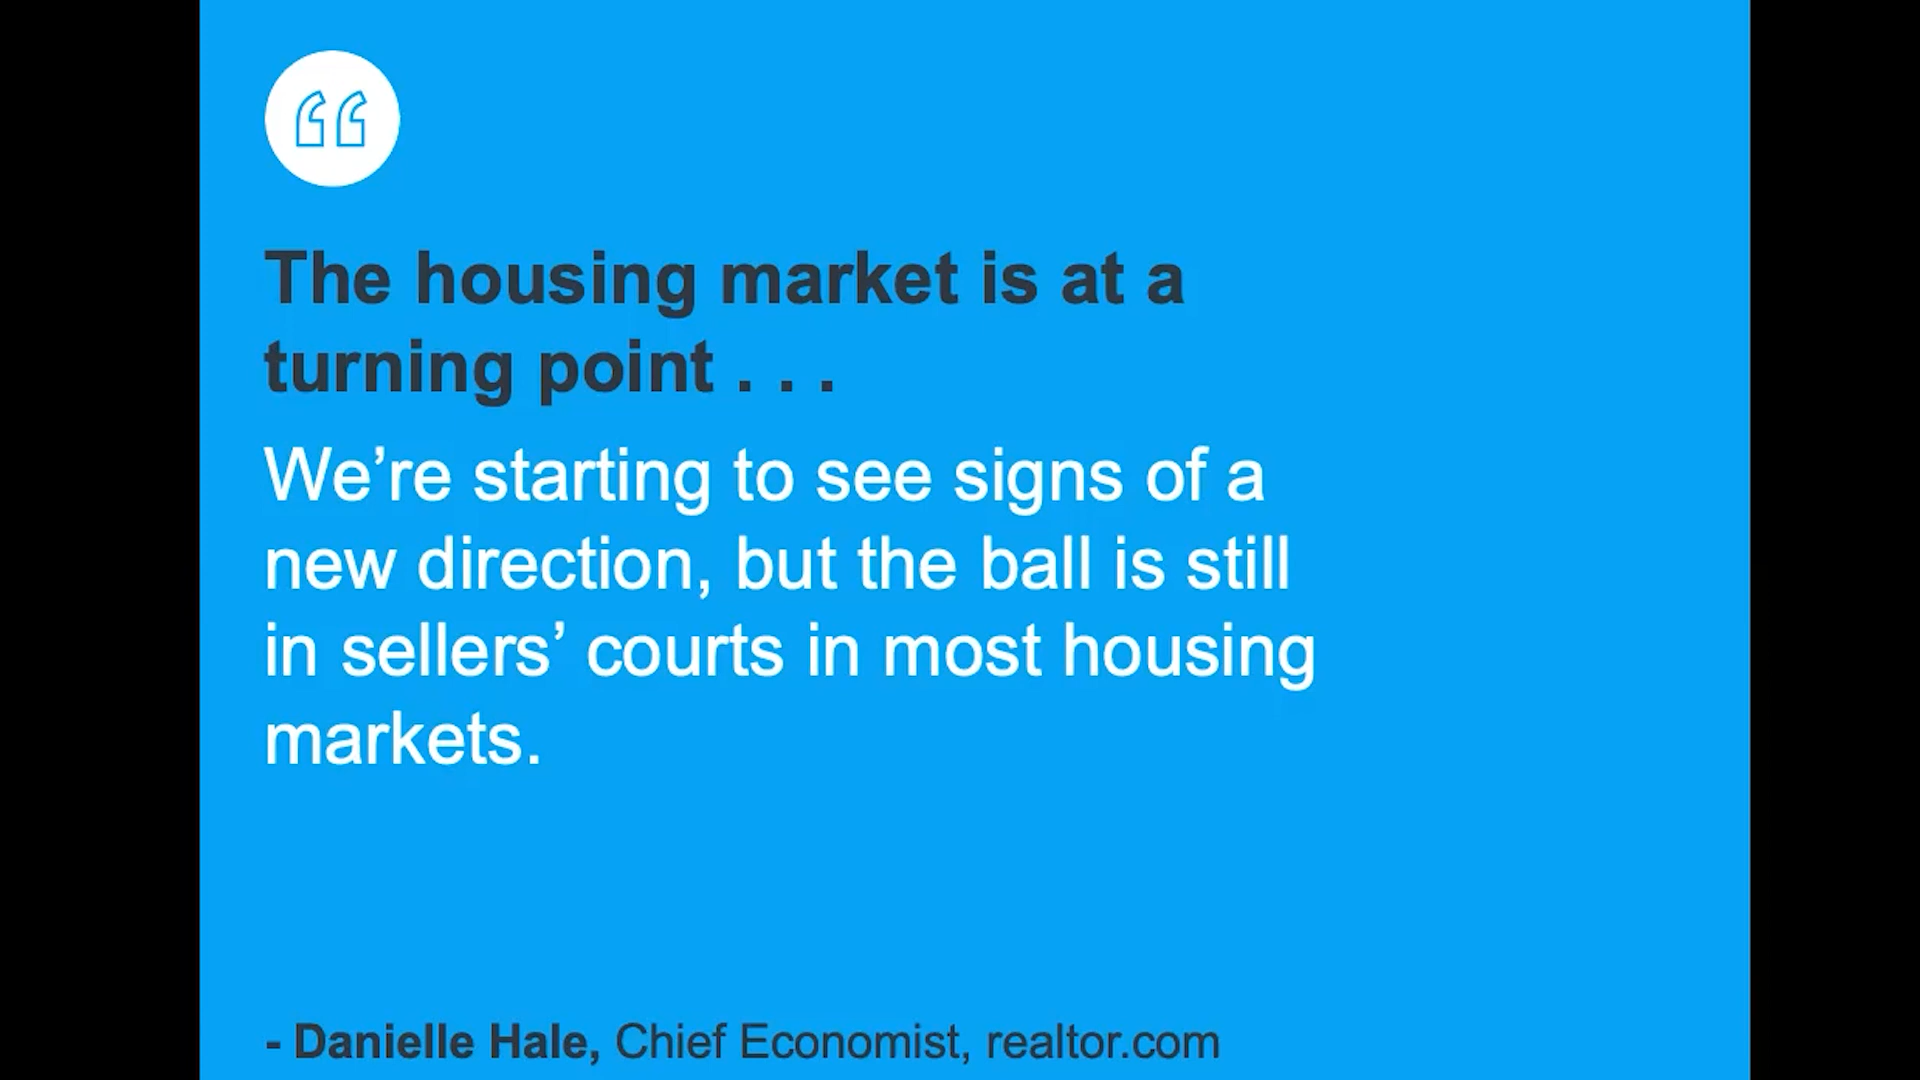 “
The housing market is at a
turning point . . .
We’re starting to see signs of a
new direction, but the ball is still
in sellers’ courts in most housing
markets.
- Danielle Hale, Chief Economist, realtor.com